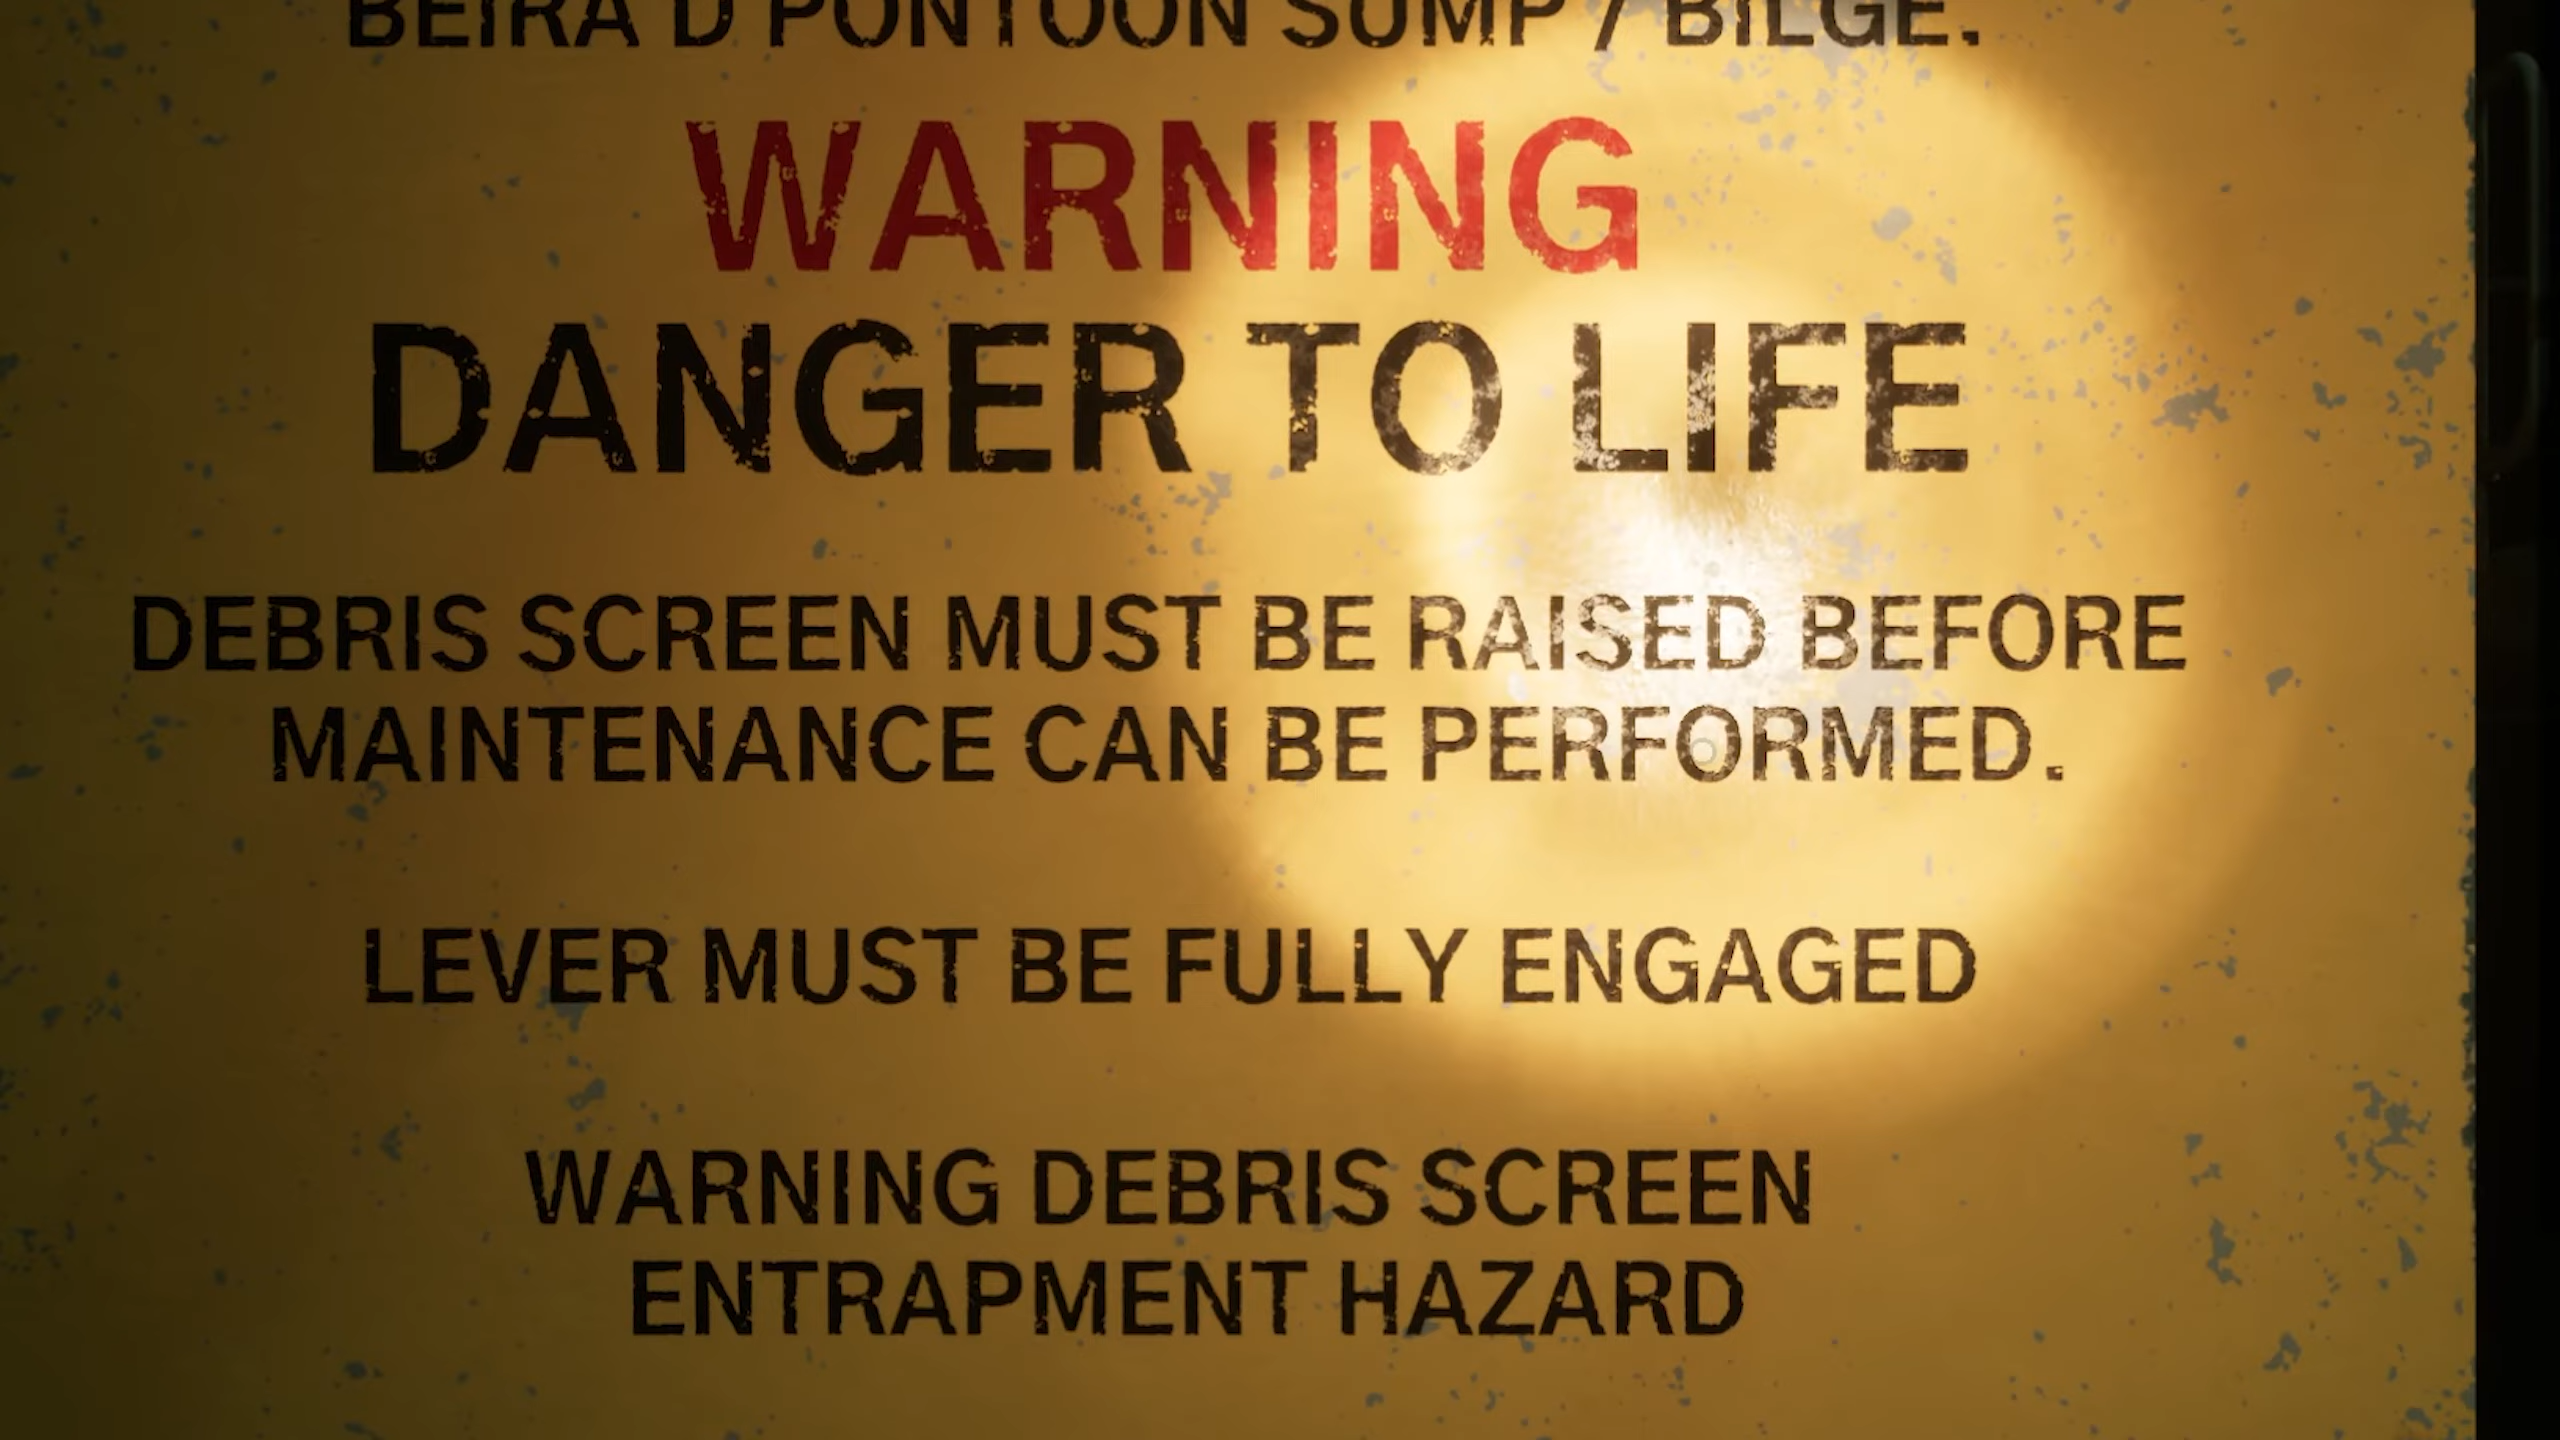 BEIRA D PONTOON SUMP / BILGE.
WARNING
DANGER TO LIFE
DEBRIS SCREEN MUST BE RAISED BEFORE
MAINTENANCE CAN BE PERFORMED.
LEVER MUST BE FULLY ENGAGED
WARNING DEBRIS SCREEN
ENTRAPMENT HAZARD